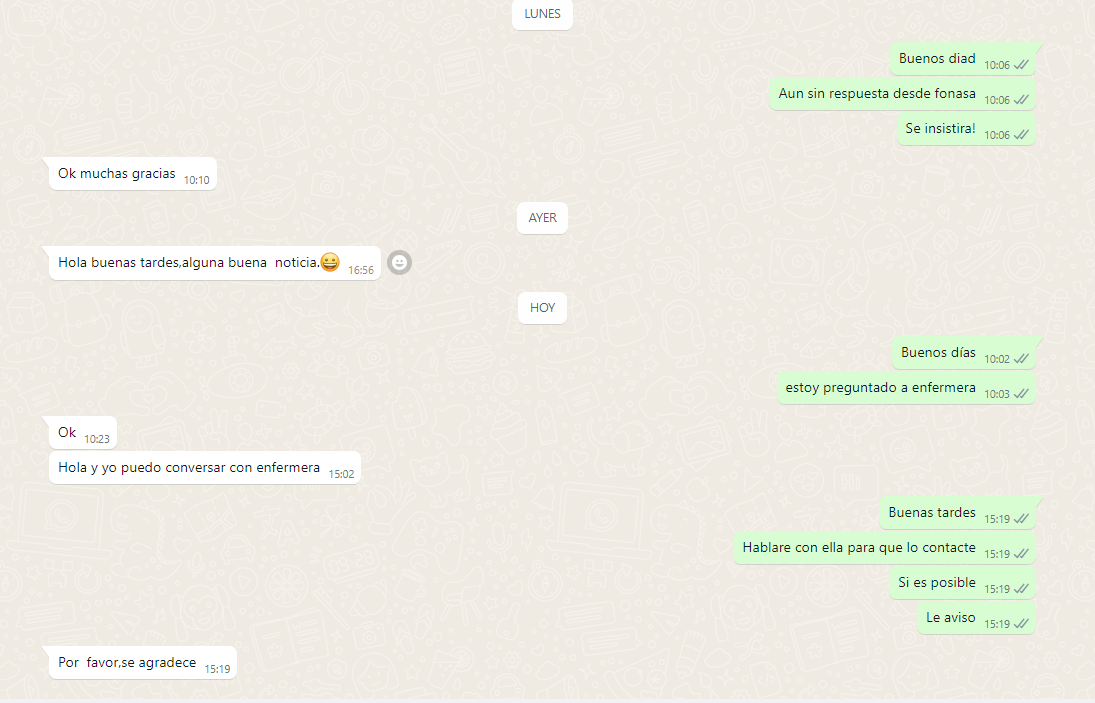 LUNES
Buenos diad 10:06
Aun sin respuesta desde fonasa 10:06
Se insistira! 10:06
Ok muchas gracias 10:10
AYER
Hola buenas tardes,alguna buena  noticia.😀 16:56
HOY
Buenos días 10:02
estoy preguntado a enfermera 10:03
Ok 10:23
Hola y yo puedo conversar con enfermera 15:02
Buenas tardes 15:19
Hablare con ella para que lo contacte 15:19
Si es posible 15:19
Le aviso 15:19
Por  favor,se agradece 15:19